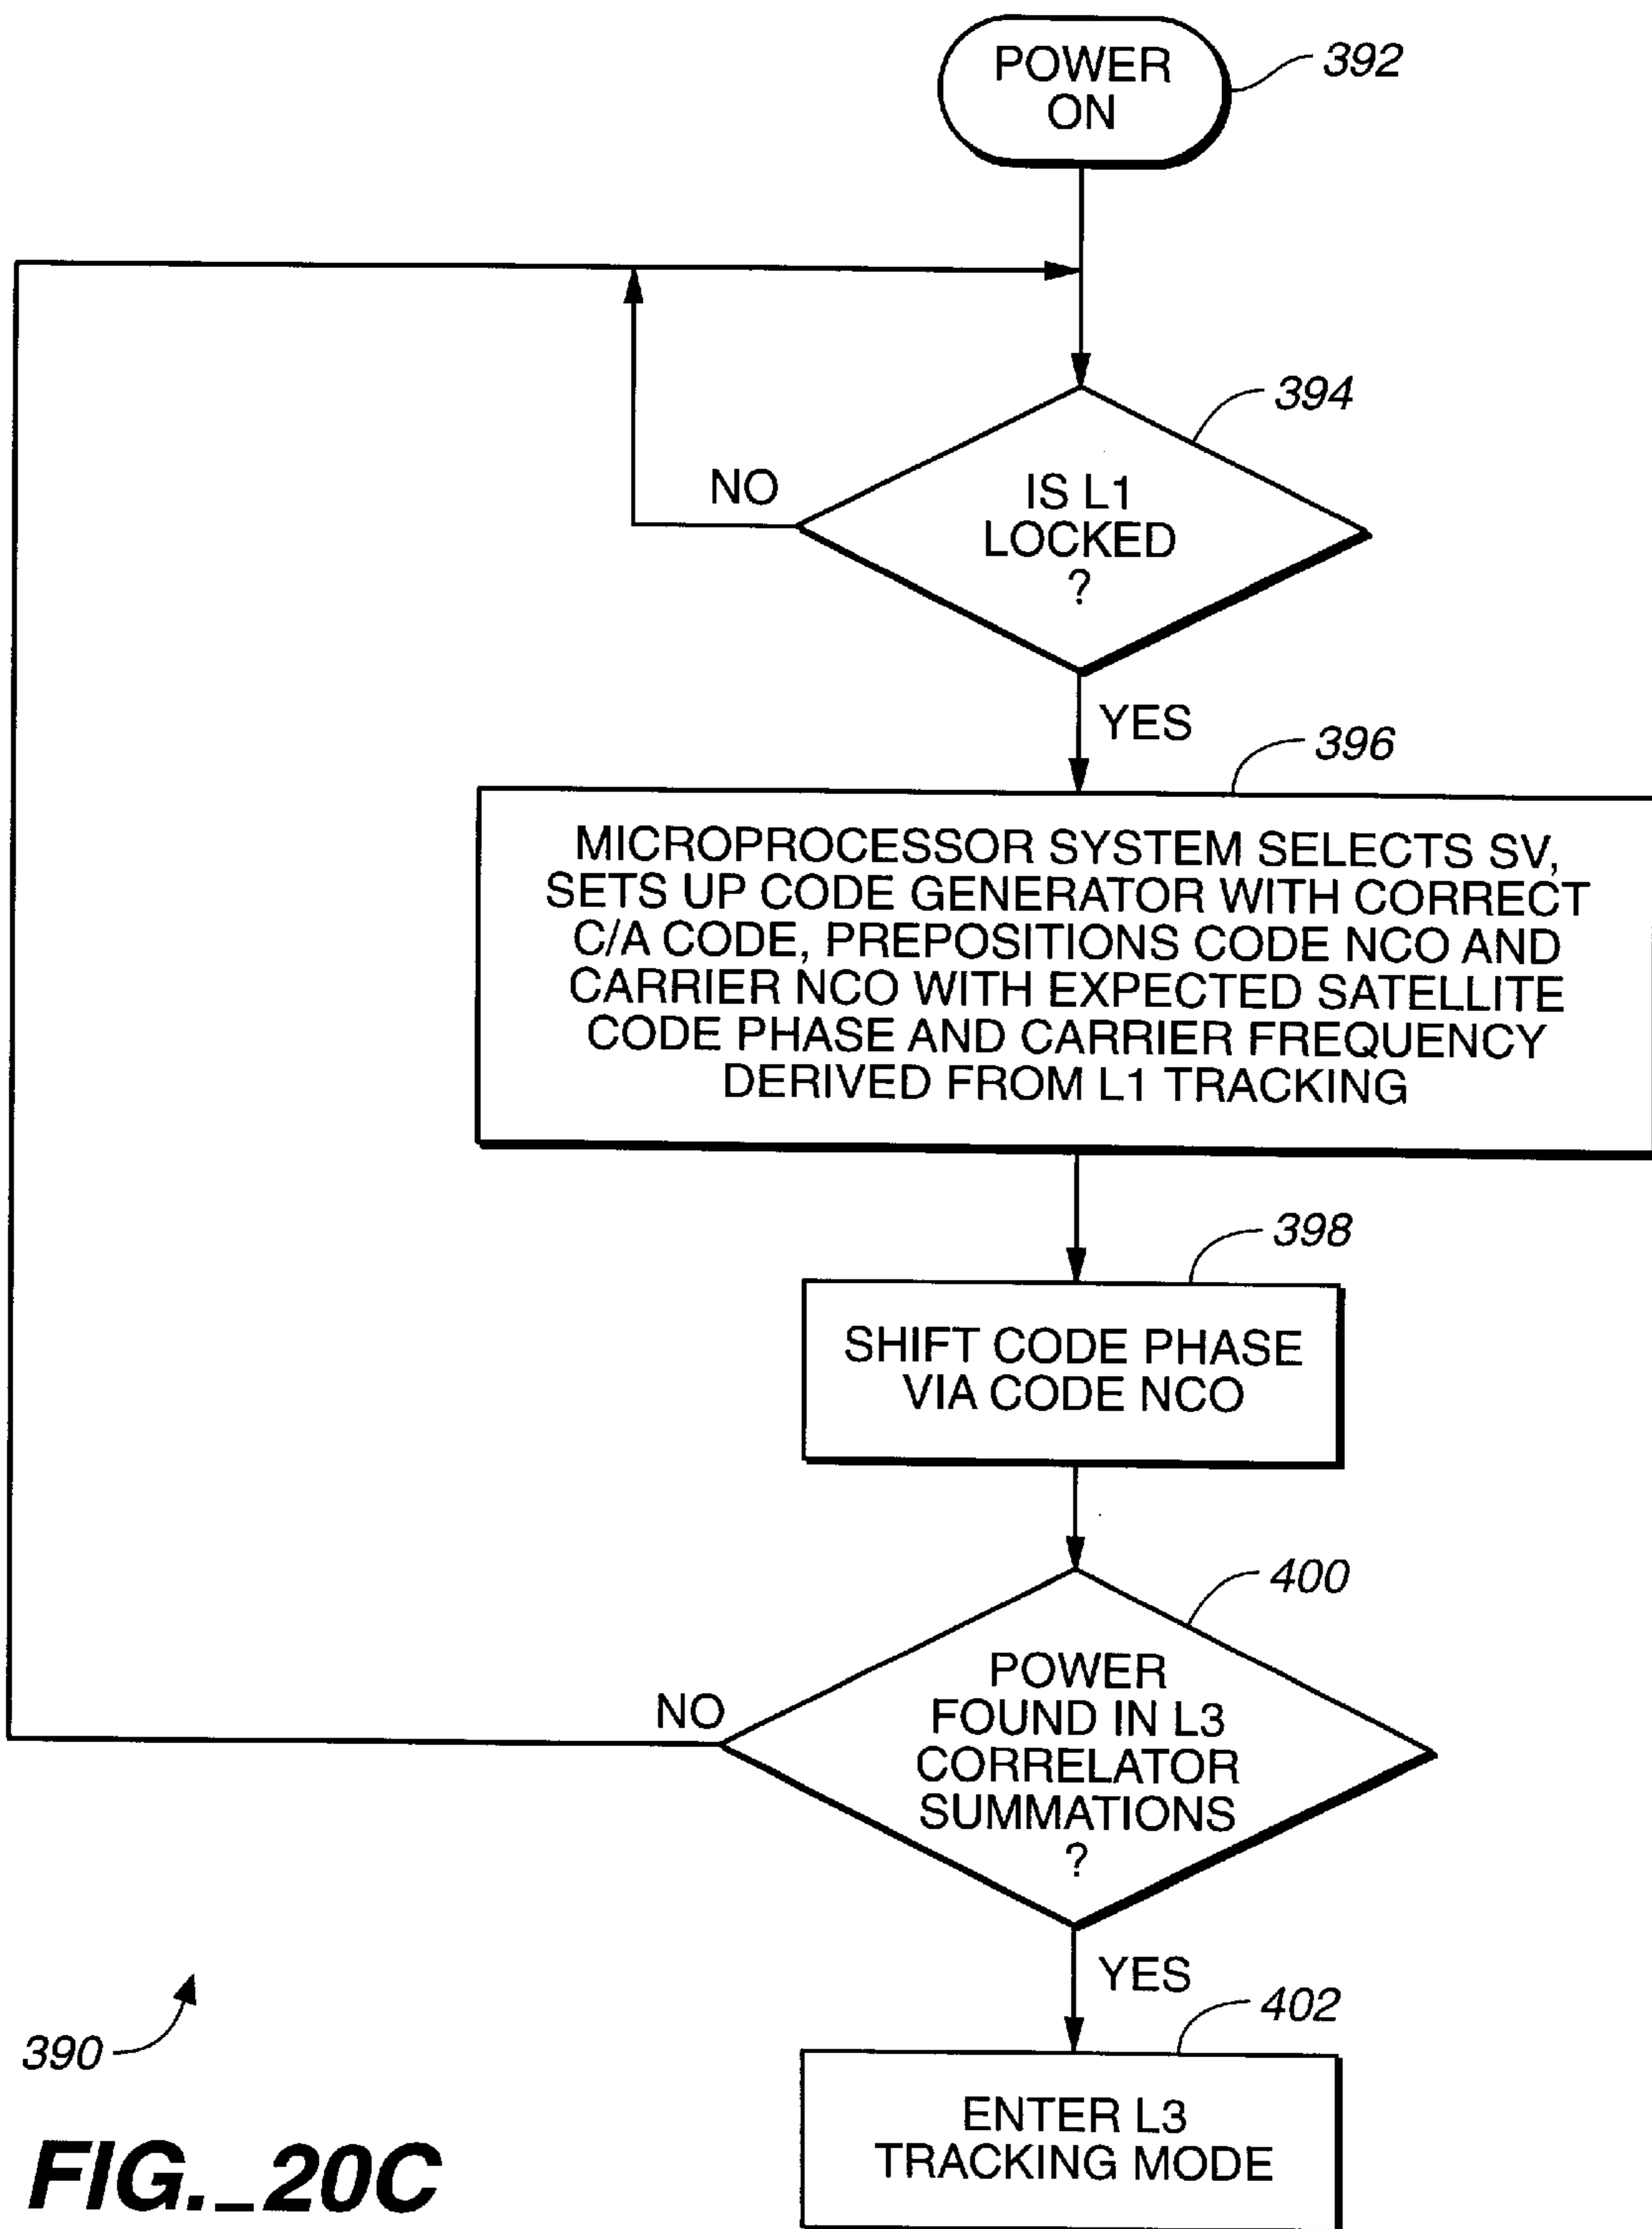 POWER
ON
392
394
IS L1
LOCKED
?
NO
YES
396
MICROPROCESSOR SYSTEM SELECTS SV,
SETS UP CODE GENERATOR WITH CORRECT
C/A CODE, PREPOSITIONS CODE NCO AND
CARRIER NCO WITH EXPECTED SATELLITE
CODE PHASE AND CARRIER FREQUENCY
DERIVED FROM L1 TRACKING
398
SHIFT CODE PHASE
VIA CODE NCO
400
POWER
FOUND IN L3
CORRELATOR
SUMMATIONS
?
NO
YES
402
ENTER L3
TRACKING MODE
390
FIG._20C